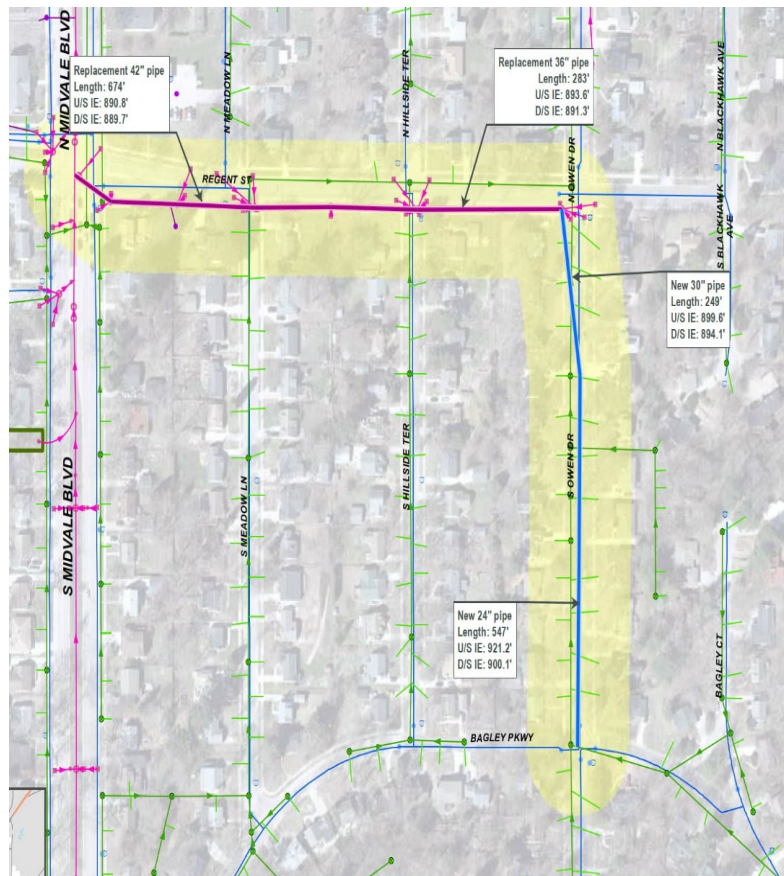 N MIDVALE BLVD
Replacement 42" pipe
Length: 674'
U/S IE: 890.8'
D/S IE: 889.7'
N MEADOW LN
N HILLSIDE TER
Replacement 36" pipe
Length: 283'
U/S IE: 893.6'
D/S IE: 891.3'
N OWEN DR
N BLACKHAWK AVE
REGENT ST
S BLACKHAWK
AVE
New 30" pipe
Length: 249'
U/S IE: 899.6'
D/S IE: 894.1'
S MIDVALE BLVD
S MEADOW LN
S HILLSIDE TER
S OWEN DR
New 24" pipe
Length: 547'
U/S IE: 921.2'
D/S IE: 900.1'
BAGLEY CT
BAGLEY PKWY